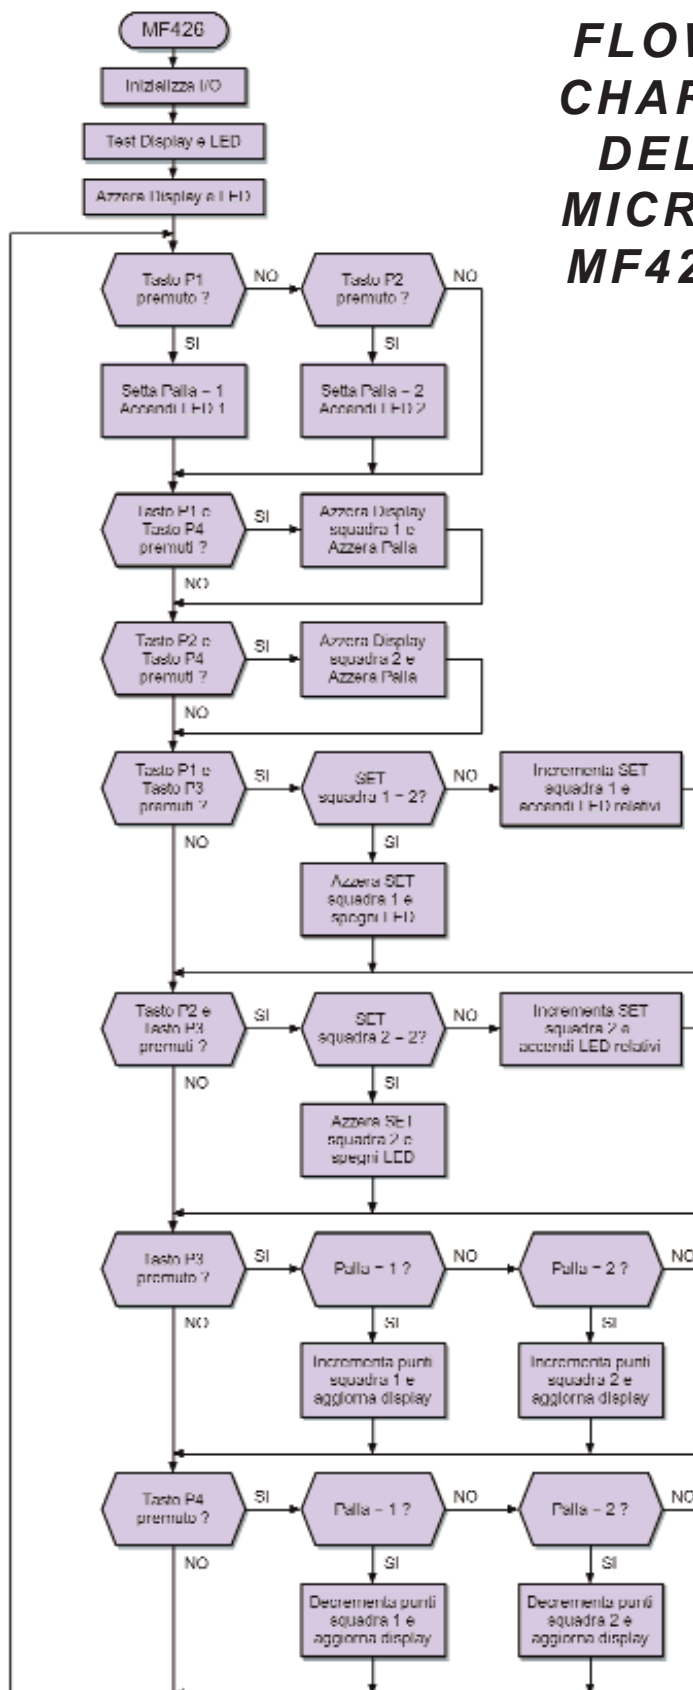 FLOW
CHAR
DEL
MICR
MF42
MF426
Inizializza I/O
Test Display e LED
Azzera Display e LED
Tasto P1
premuto ?
NO
SI
Tasto P2
premuto ?
NO
SI
Setta Palla = 1
Accendi LED 1
Setta Palla = 2
Accendi LED 2
Tasto P1 e
Tasto P4
premuti ?
SI
NO
Azzera Display
squadra 1 e
Azzera Palla
Tasto P2 e
Tasto P4
premuti ?
SI
NO
Azzera Display
squadra 2 e
Azzera Palla
Tasto P1 e
Tasto P3
premuti ?
SI
NO
SET
squadra 1 = 2?
NO
SI
Incrementa SET
squadra 1 e
accendi LED relativi
Azzera SET
squadra 1 e
spegni LED
Tasto P2 e
Tasto P3
premuti ?
SI
NO
SET
squadra 2 = 2?
NO
SI
Incrementa SET
squadra 2 e
accendi LED relativi
Azzera SET
squadra 2 e
spegni LED
Tasto P3
premuto ?
SI
NO
Palla = 1 ?
NO
SI
Palla = 2 ?
NO
SI
Incrementa punti
squadra 1 e
aggiorna display
Incrementa punti
squadra 2 e
aggiorna display
Tasto P4
premuto ?
SI
NO
Palla = 1 ?
NO
SI
Palla = 2 ?
NO
SI
Decrementa punti
squadra 1 e
aggiorna display
Decrementa punti
squadra 2 e
aggiorna display